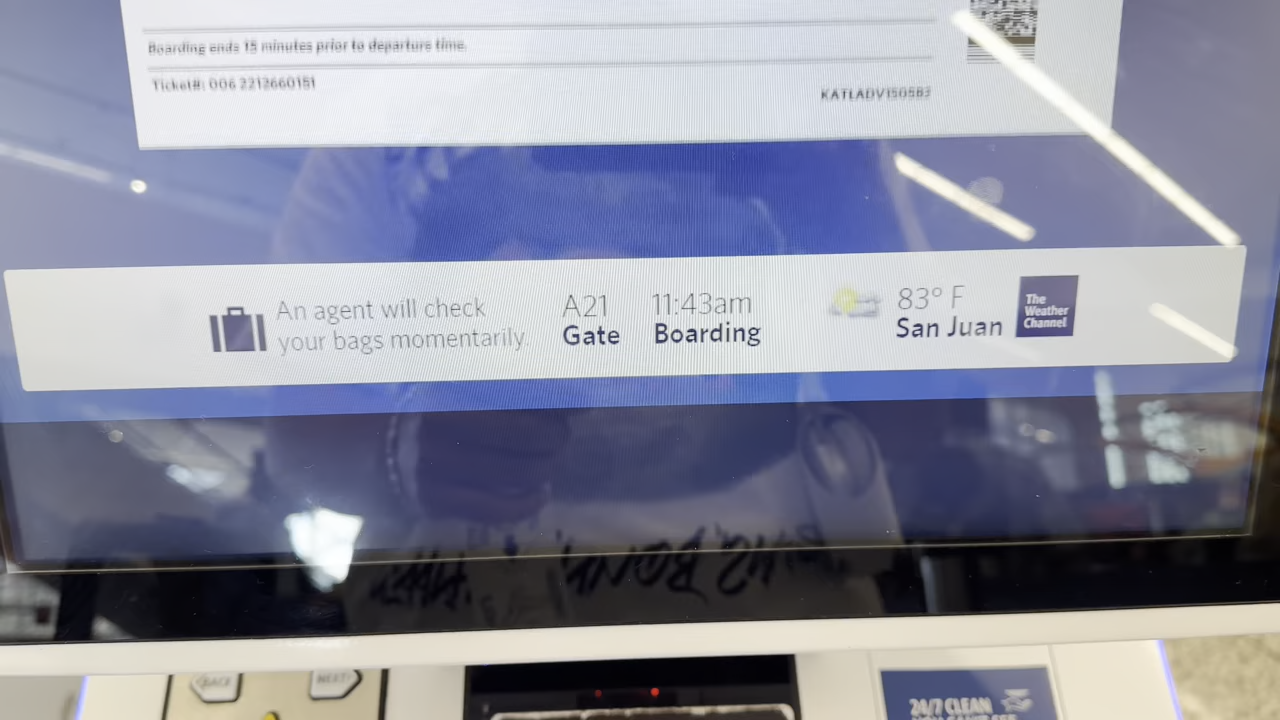 Boarding ends 15 minutes prior to departure time.
Ticket#: 006 2212660151
KATLADV150583
An agent will check
your bags momentarily.
A21
Gate
11:43am
Boarding
83° F
San Juan
The
Weather
Channel
BACK
NEXT
24/7 CLEAN